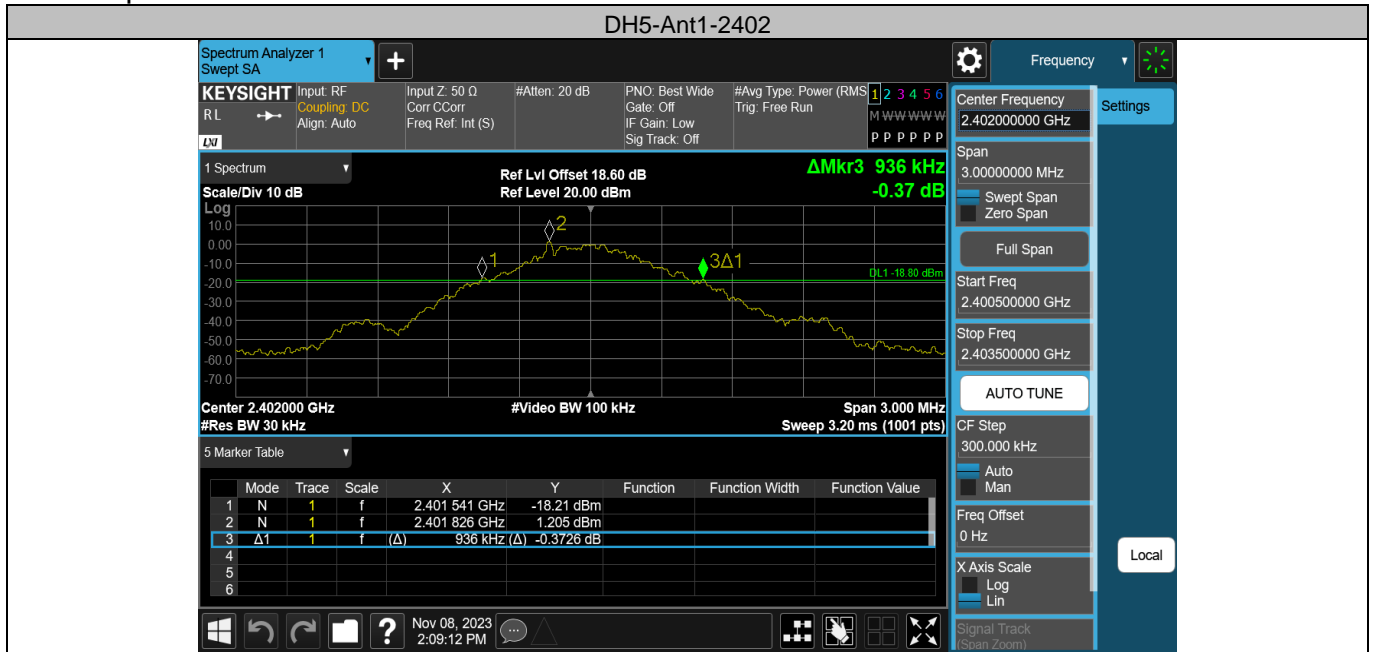 DH5-Ant1-2402
Spectrum Analyzer 1
Swept SA
+
Frequency
KEYSIGHT
RL
LXI
Input: RF
Coupling: DC
Align: Auto
Input Z: 50 Ω
Corr CCorr
Freq Ref: Int (S)
#Atten: 20 dB
PNO: Best Wide
Gate: Off
IF Gain: Low
Sig Track: Off
#Avg Type: Power (RMS
Trig: Free Run
1 2 3 4 5 6
M W W W W W
P P P P P P
1 Spectrum
Scale/Div 10 dB
Ref Lvl Offset 18.60 dB
Ref Level 20.00 dBm
ΔMkr3 936 kHz
-0.37 dB
Log
10.0
0.00
-10.0
-20.0
-30.0
-40.0
-50.0
-60.0
-70.0
1
2
3Δ1
DL1 -18.80 dBm
Center 2.402000 GHz
#Video BW 100 kHz
Span 3.000 MHz
#Res BW 30 kHz
Sweep 3.20 ms (1001 pts)
5 Marker Table
Mode Trace Scale X Y Function Function Width Function Value
1 N 1 f 2.401 541 GHz -18.21 dBm
2 N 1 f 2.401 826 GHz 1.205 dBm
3 Δ1 1 f (Δ) 936 kHz (Δ) -0.3726 dB
4
5
6
Center Frequency
2.402000000 GHz
Settings
Span
3.00000000 MHz
Swept Span
Zero Span
Full Span
Start Freq
2.400500000 GHz
Stop Freq
2.403500000 GHz
AUTO TUNE
CF Step
300.000 kHz
Auto
Man
Freq Offset
0 Hz
X Axis Scale
Log
Lin
Local
Signal Track
(Span Zoom)
?
Nov 08, 2023
2:09:12 PM